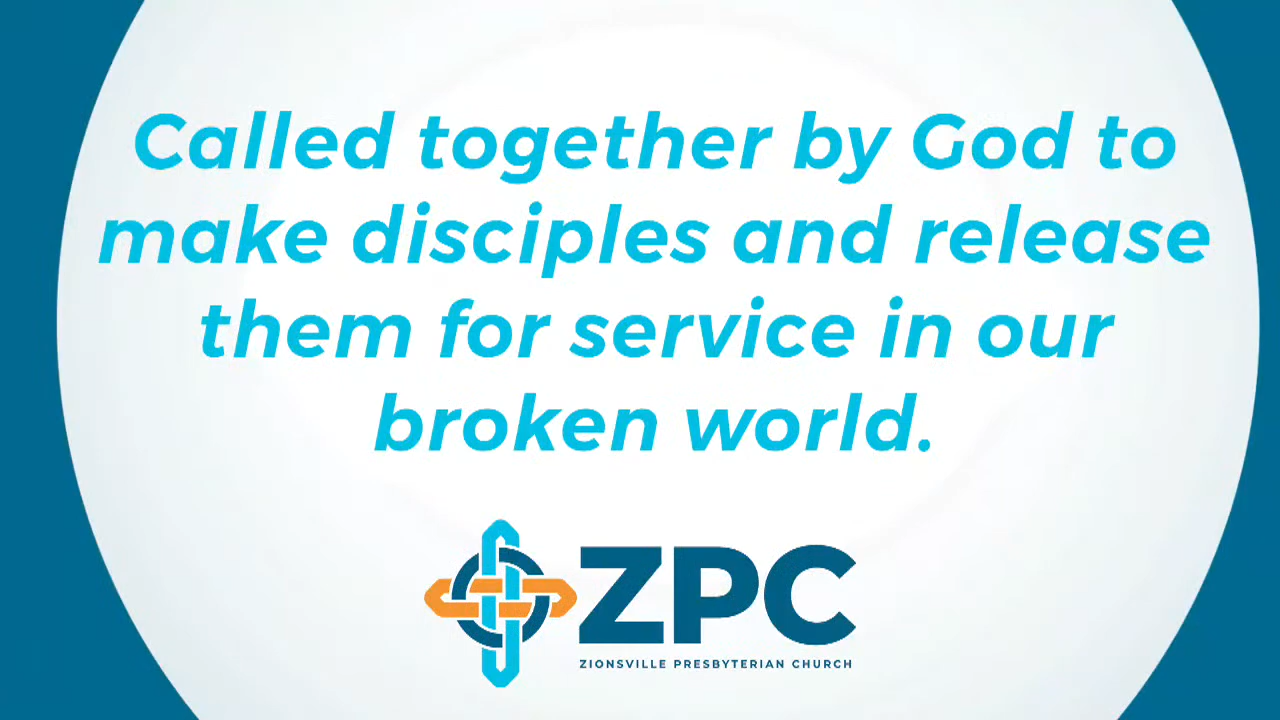 Called together by God to
make disciples and release
them for service in our
broken world.
ZPC
ZIONSVILLE PRESBYTERIAN CHURCH